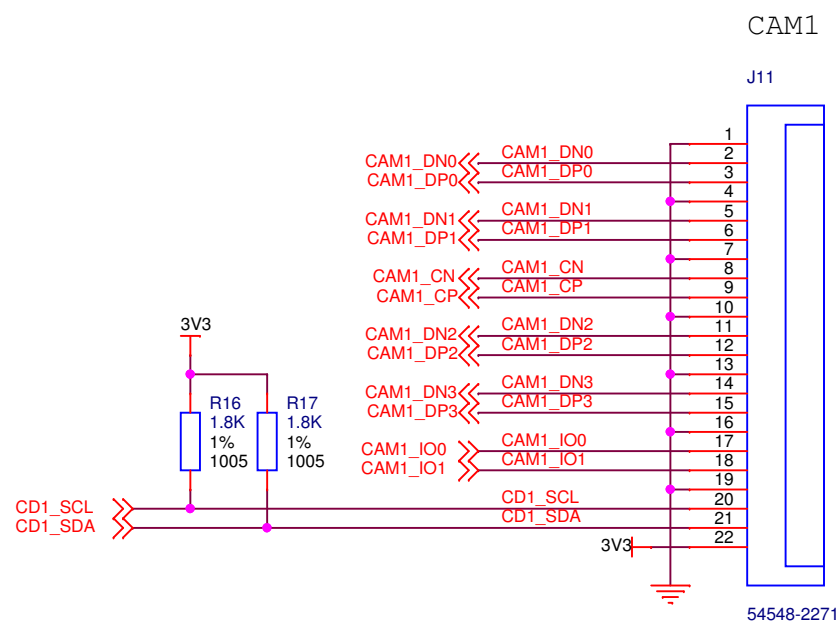 CAM1
J11
1
CAM1_DN0 CAM1_DN0 2
CAM1_DP0 CAM1_DP0 3
4
CAM1_DN1 CAM1_DN1 5
CAM1_DP1 CAM1_DP1 6
7
CAM1_CN CAM1_CN 8
CAM1_CP CAM1_CP 9
10
CAM1_DN2 CAM1_DN2 11
CAM1_DP2 CAM1_DP2 12
13
CAM1_DN3 CAM1_DN3 14
CAM1_DP3 CAM1_DP3 15
16
CAM1_IO0 CAM1_IO0 17
CAM1_IO1 CAM1_IO1 18
19
CD1_SCL CD1_SCL 20
CD1_SDA CD1_SDA 21
3V3 22
3V3
R16 R17
1.8K 1.8K
1% 1%
1005 1005
54548-2271